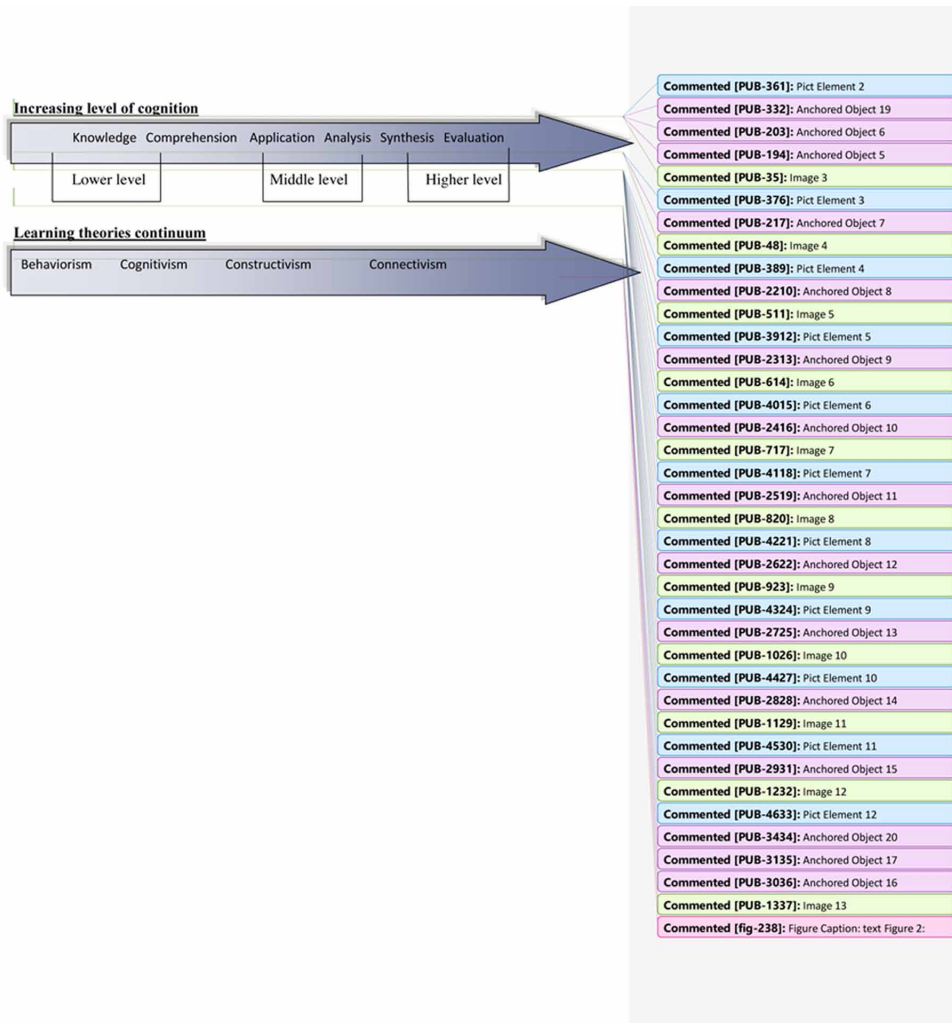 Increasing level of cognition
Knowledge Comprehension Application Analysis Synthesis Evaluation
Lower level Middle level Higher level
Learning theories continuum
Behaviorism Cognitivism Constructivism Connectivism
Commented [PUB-361]: Pict Element 2
Commented [PUB-332]: Anchored Object 19
Commented [PUB-203]: Anchored Object 6
Commented [PUB-194]: Anchored Object 5
Commented [PUB-35]: Image 3
Commented [PUB-376]: Pict Element 3
Commented [PUB-217]: Anchored Object 7
Commented [PUB-48]: Image 4
Commented [PUB-389]: Pict Element 4
Commented [PUB-2210]: Anchored Object 8
Commented [PUB-511]: Image 5
Commented [PUB-3912]: Pict Element 5
Commented [PUB-2313]: Anchored Object 9
Commented [PUB-614]: Image 6
Commented [PUB-4015]: Pict Element 6
Commented [PUB-2416]: Anchored Object 10
Commented [PUB-717]: Image 7
Commented [PUB-4118]: Pict Element 7
Commented [PUB-2519]: Anchored Object 11
Commented [PUB-820]: Image 8
Commented [PUB-4221]: Pict Element 8
Commented [PUB-2622]: Anchored Object 12
Commented [PUB-923]: Image 9
Commented [PUB-4324]: Pict Element 9
Commented [PUB-2725]: Anchored Object 13
Commented [PUB-1026]: Image 10
Commented [PUB-4427]: Pict Element 10
Commented [PUB-2828]: Anchored Object 14
Commented [PUB-1129]: Image 11
Commented [PUB-4530]: Pict Element 11
Commented [PUB-2931]: Anchored Object 15
Commented [PUB-1232]: Image 12
Commented [PUB-4633]: Pict Element 12
Commented [PUB-3434]: Anchored Object 20
Commented [PUB-3135]: Anchored Object 17
Commented [PUB-3036]: Anchored Object 16
Commented [PUB-1337]: Image 13
Commented [fig-238]: Figure Caption: text Figure 2: